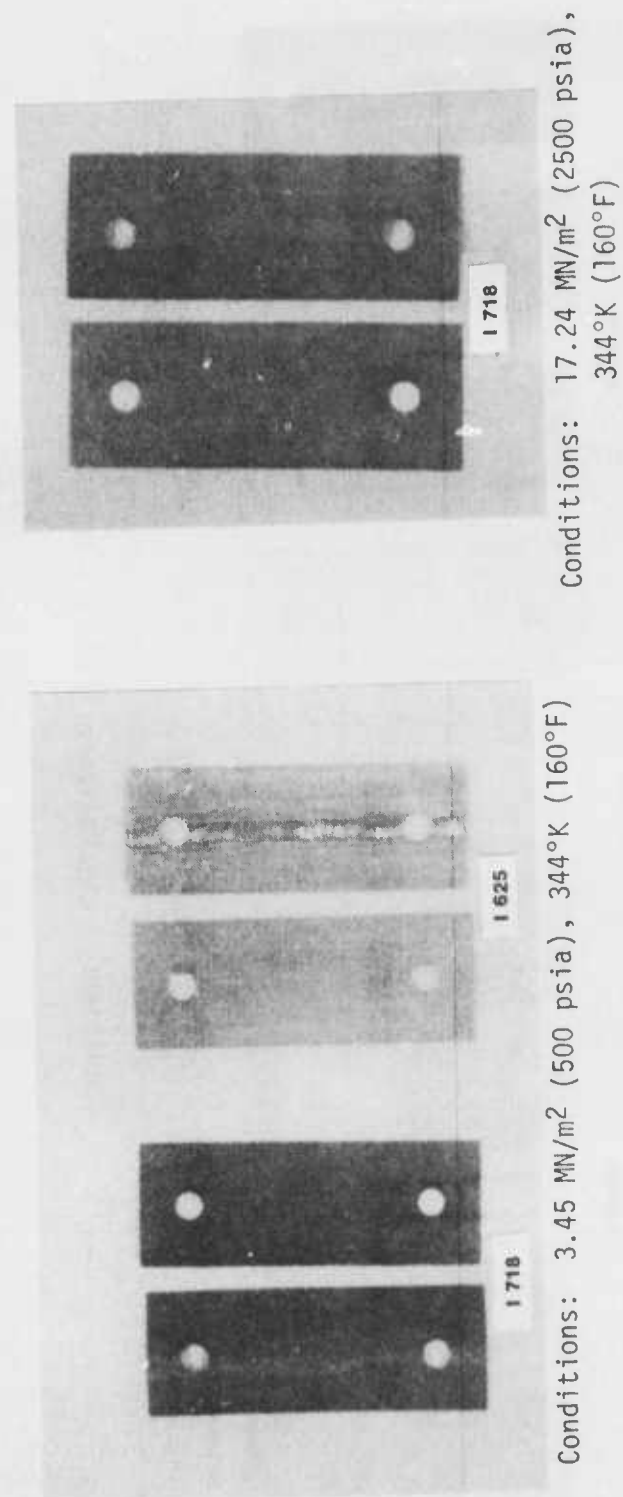 I 718
I 625
Conditions: 3.45 MN/m² (500 psia), 344°K (160°F)
I 718
Conditions: 17.24 MN/m² (2500 psia),
344°K (160°F)